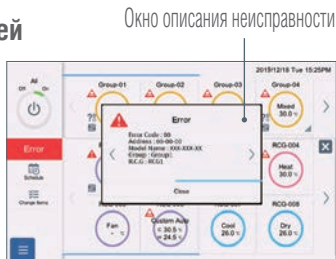 Окно описания неисправности
ей
2019/12/18 Tue 15:25PM
All
Off On
Group-01
Group-02
Group-03
Group-04
Mixed
30.0
Error
Error
Error Code : 00
Address : 00-00-00
Model Name : XXX-XXX-XX
Group : Group1
R.C.G : RCG1
Close
RCG-004
Heat
30.0
Schedule
Change Items
RCG-008
Fan
Custom Auto
30.5
24.5
Cool
26.0
Dry
26.0